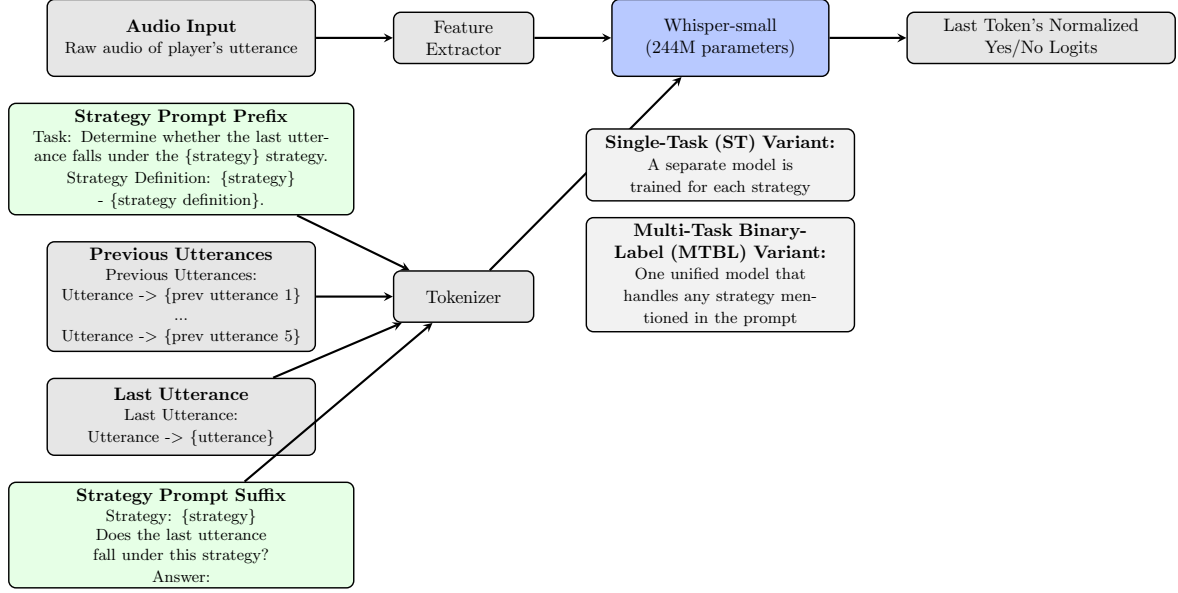 Audio Input
Raw audio of player's utterance
Feature
Extractor
Whisper-small
(244M parameters)
Last Token's Normalized
Yes/No Logits
Strategy Prompt Prefix
Task: Determine whether the last utter-
ance falls under the {strategy} strategy.
Strategy Definition: {strategy}
- {strategy definition}.
Previous Utterances
Previous Utterances:
Utterance -> {prev utterance 1}
...
Utterance -> {prev utterance 5}
Last Utterance
Last Utterance:
Utterance -> {utterance}
Strategy Prompt Suffix
Strategy: {strategy}
Does the last utterance
fall under this strategy?
Answer:
Tokenizer
Single-Task (ST) Variant:
A separate model is
trained for each strategy
Multi-Task Binary-
Label (MTBL) Variant:
One unified model that
handles any strategy men-
tioned in the prompt